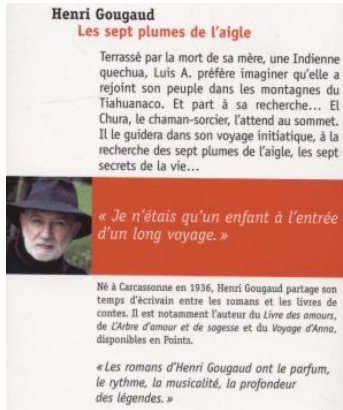 Henri Gougaud
Les sept plumes de l'aigle
Terrassé par la mort de sa mère, une Indienne
quechua, Luis A. préfère imaginer qu'elle a
rejoint son peuple dans les montagnes du
Tiahuanaco. Et part à sa recherche... El
Chura, le chaman-sorcier, l'attend au sommet.
Il le guidera dans son voyage initiatique, à la
recherche des sept plumes de l'aigle, les sept
secrets de la vie...
« Je n'étais qu'un enfant à l'entrée
d'un long voyage. »
Né à Carcassonne en 1936, Henri Gougaud partage son
temps d'écrivain entre les romans et les livres de
contes. Il est notamment l'auteur du Livre des amours,
de L'Arbre d'amour et de sagesse et du Voyage d'Anna,
disponibles en Points.
« Les romans d'Henri Gougaud ont le parfum,
le rythme, la musicalité, la profondeur
des légendes. »